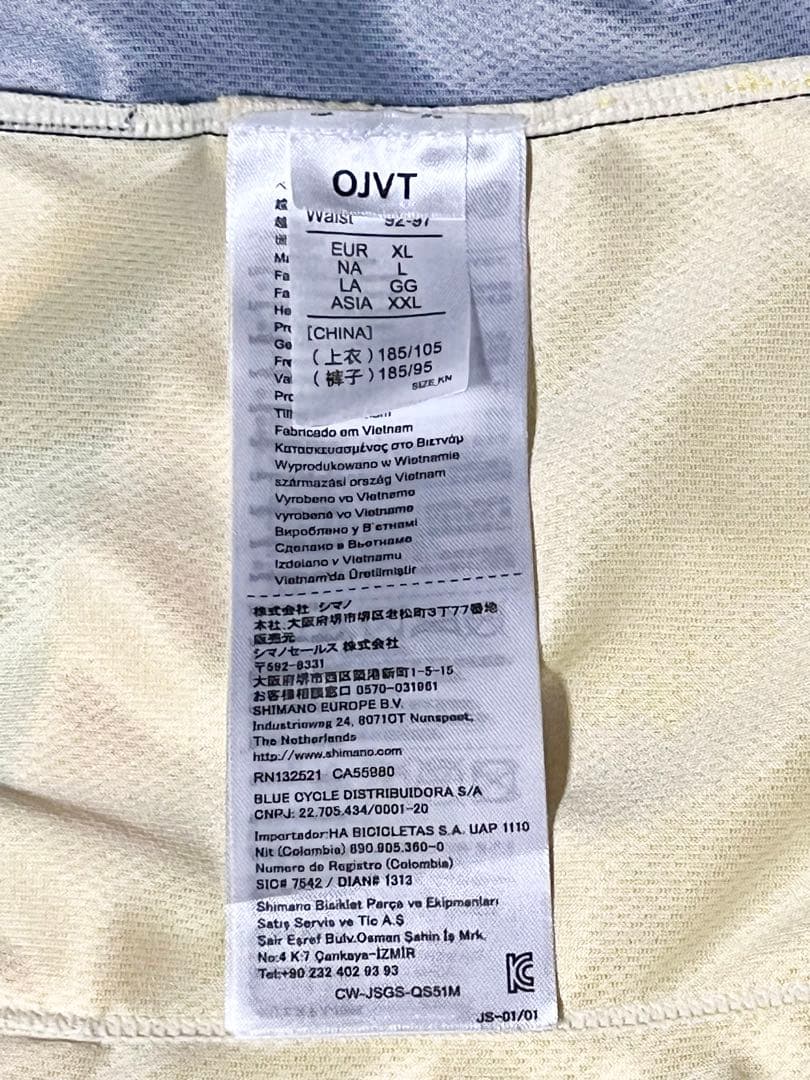 OJVT
Waist 92-97
EUR XL
NA L
LA GG
ASIA XXL
[CHINA]
(上衣) 185/105
(褲子) 185/95
SIZE_KN
Fabricado em Vietnam
Κατασκευασμένος στο Βιετνάμ
Wyprodukowano w Wietnamie
származási ország Vietnam
Vyrobeno ve Vietname
vyrobené vo Vietname
Вироблено у В'єтнамі
Сделано в Вьетнаме
Izdelano v Vietnamu
Vietnam'da Üretilmiştir
株式会社 シマノ
本社.大阪府堺市堺区老松町3丁77番地
販売元
シマノセールス 株式会社
〒592-8331
大阪府堺市西区築港新町1-5-15
お客様相談窓口 0570-031961
SHIMANO EUROPE B.V.
Industrieweg 24, 8071CT Nunspeet,
The Netherlands
http://www.shimano.com
RN132521 CA55980
BLUE CYCLE DISTRIBUIDORA S/A
CNPJ: 22.705.434/0001-20
Importador:HA BICICLETAS S.A. UAP 1110
Nit (Colombia) 890.905.360-0
Numero de Registro (Colombia)
SIC# 7542 / DIAN# 1313
Shimano Bisiklet Parça ve Ekipmanları
Satış Servis ve Tic A.Ş
Şair Eşref Bulv.Osman Şahin İş Mrk.
No:4 K:7 Çankaya-İZMİR
Tel:+90 232 402 93 93
CW-JSGS-QS51M
JS-01/01